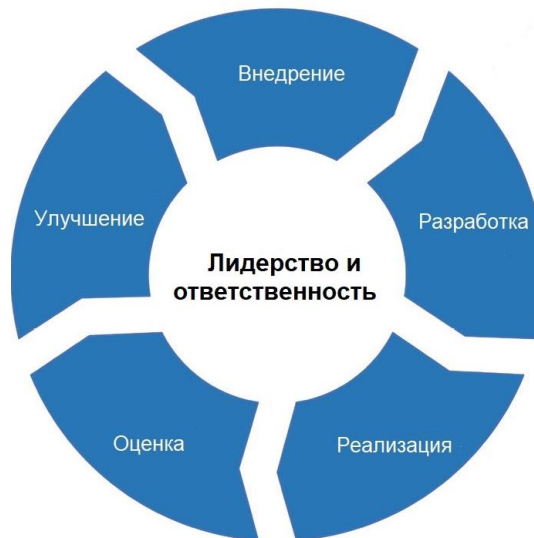 Внедрение
Разработка
Реализация
Оценка
Улучшение
Лидерство и
ответственность